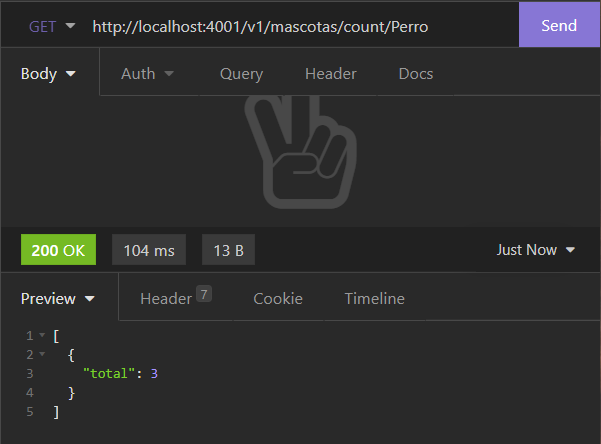 GET http://localhost:4001/v1/mascotas/count/Perro Send
Body Auth Query Header Docs
200 OK 104 ms 13 B Just Now
Preview Header 7 Cookie Timeline
1 [
2 {
3 "total": 3
4 }
5 ]